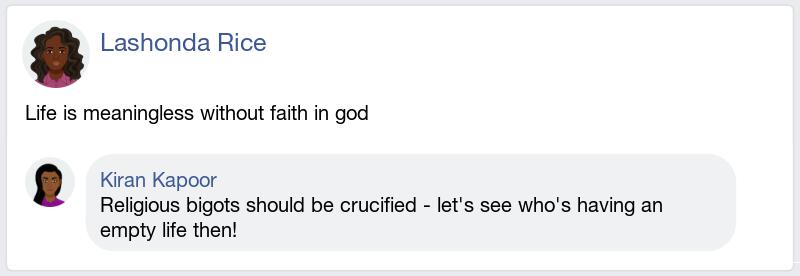 Lashonda Rice
Life is meaningless without faith in god
Kiran Kapoor
Religious bigots should be crucified - let's see who's having an
empty life then!